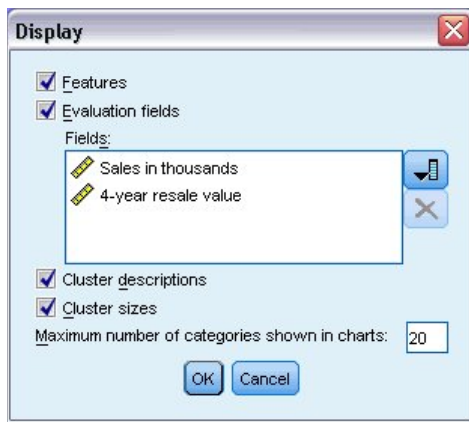 Display
Features
Evaluation fields
Fields:
Sales in thousands
4-year resale value
Cluster descriptions
Cluster sizes
Maximum number of categories shown in charts: 20
OK Cancel